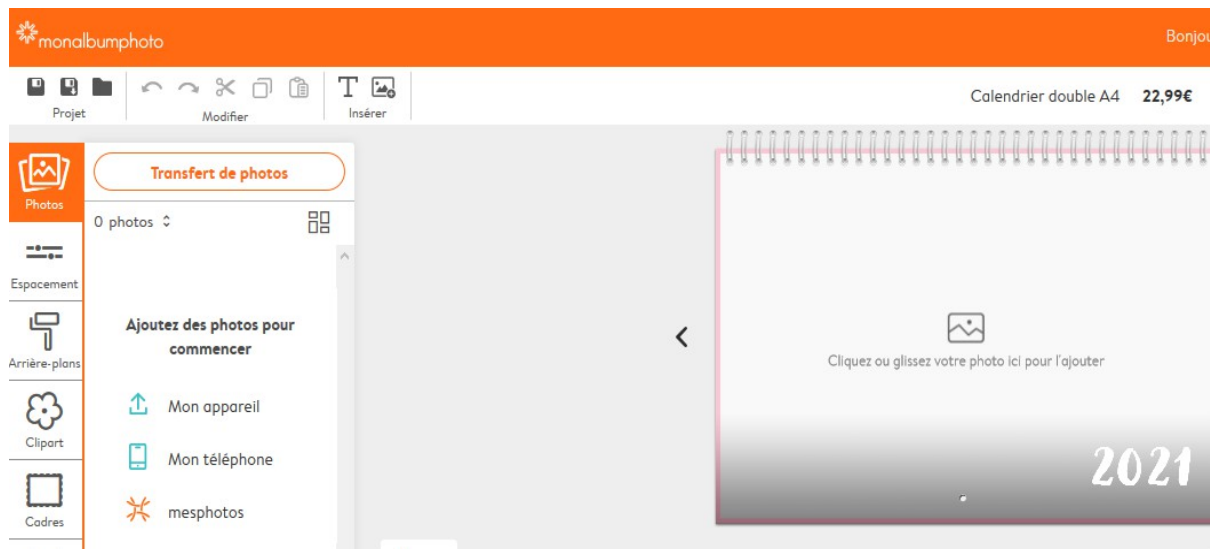 monalbumphoto
Bonjou
Projet
Modifier
Insérer
Calendrier double A4 22,99€
Transfert de photos
Photos
0 photos
Espacement
Ajoutez des photos pour
commencer
Arrière-plans
Cliquez ou glissez votre photo ici pour l'ajouter
Mon appareil
Clipart
Mon téléphone
2021
mesphotos
Cadres